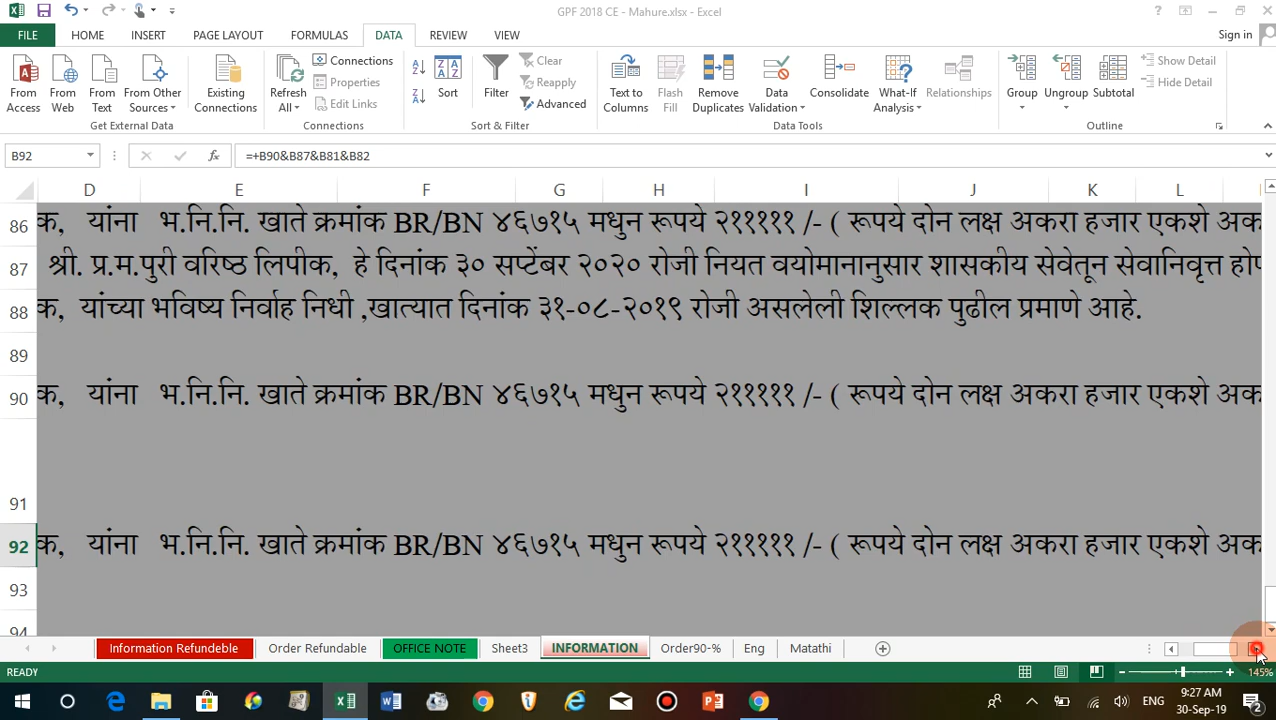 GPF 2018 CE - Mahure.xlsx - Excel
FILE HOME INSERT PAGE LAYOUT FORMULAS DATA REVIEW VIEW Sign in
From Access From Web From Text From Other Sources Existing Connections Refresh All Connections Properties Edit Links Sort Filter Clear Reapply Advanced Text to Columns Flash Fill Remove Duplicates Data Validation Consolidate What-If Analysis Relationships Group Ungroup Subtotal Show Detail Hide Detail
Get External Data Connections Sort & Filter Data Tools Outline
B92 fx =+B90&B87&B81&B82
D E F G H I J K L
86 क, यांना भ.नि.नि. खाते क्रमांक BR/BN ४६७१५ मधुन रूपये २१११११ /- ( रूपये दोन लक्ष अकरा हजार एकशे अक
87 श्री. प्र.म.पुरी वरिष्ठ लिपीक, हे दिनांक ३० सप्टेंबर २०२० रोजी नियत वयोमानानुसार शासकीय सेवेतून सेवानिवृत्त होण
88 क, यांच्या भविष्य निर्वाह निधी ,खात्यात दिनांक ३१-०८-२०१९ रोजी असलेली शिल्लक पुढील प्रमाणे आहे.
89
90 क, यांना भ.नि.नि. खाते क्रमांक BR/BN ४६७१५ मधुन रूपये २१११११ /- ( रूपये दोन लक्ष अकरा हजार एकशे अक
91
92 क, यांना भ.नि.नि. खाते क्रमांक BR/BN ४६७१५ मधुन रूपये २१११११ /- ( रूपये दोन लक्ष अकरा हजार एकशे अक
93
94
Information Refundeble Order Refundable OFFICE NOTE Sheet3 INFORMATION Order90-% Eng Matathi
READY 145%
ENG 9:27 AM
30-Sep-19 2